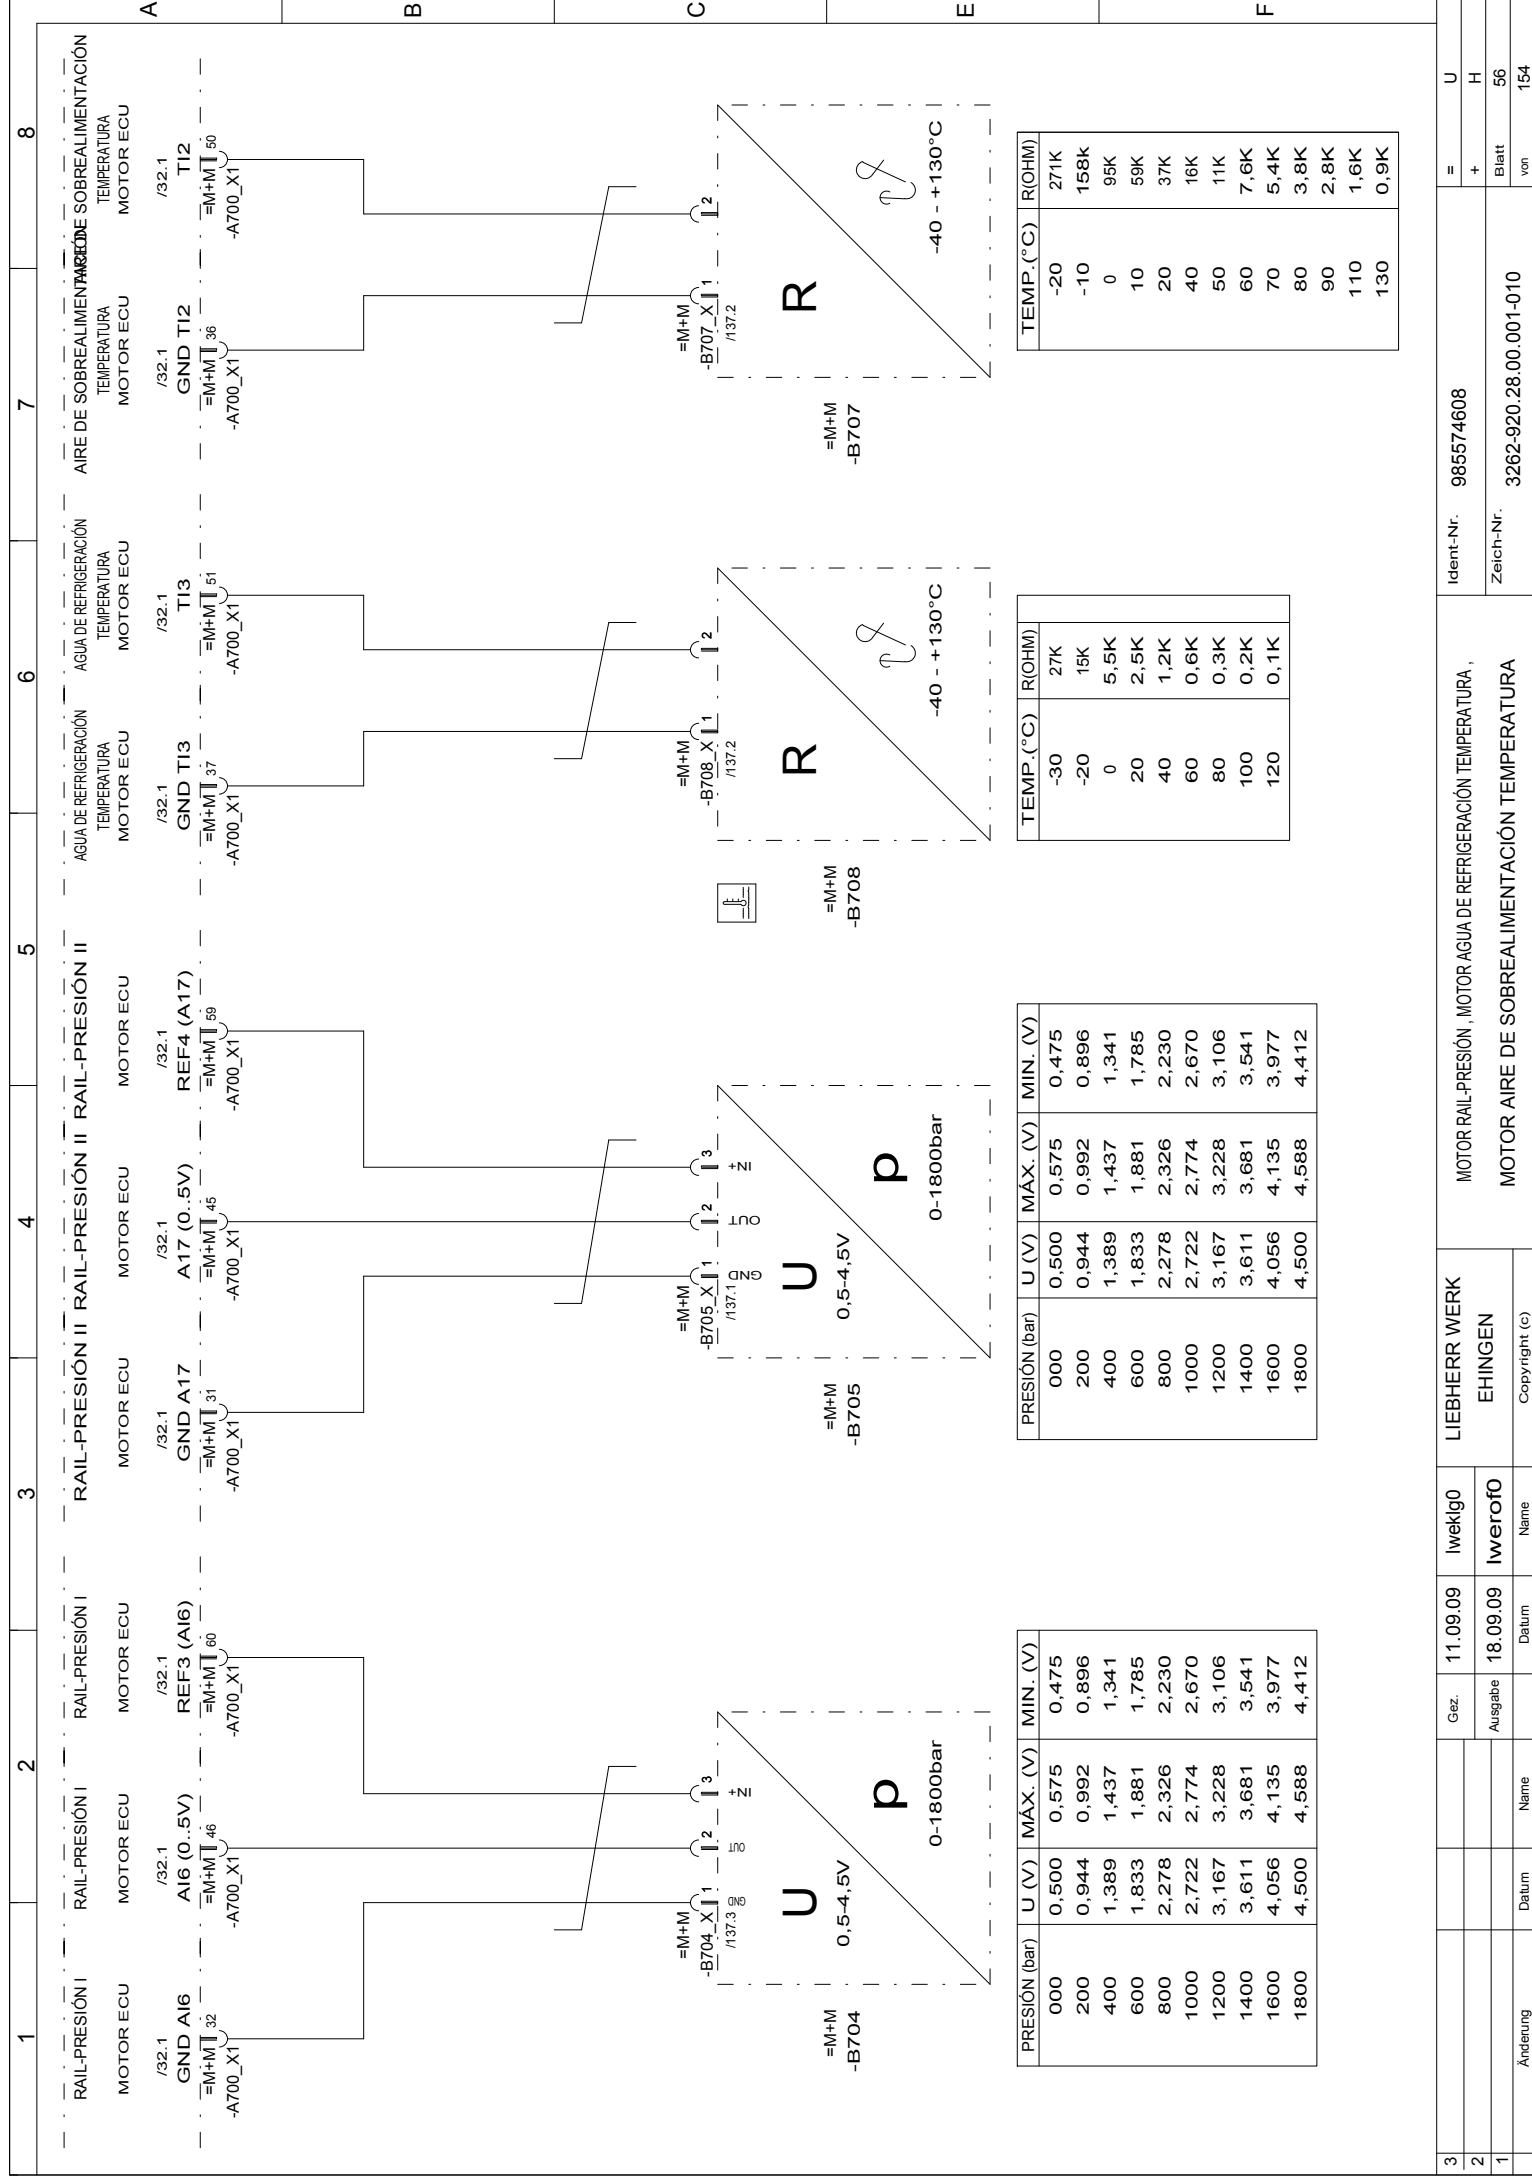 1 2 3 4 5 6 7 8
A
B
C
E
F
RAIL-PRESIÓN I
MOTOR ECU
/32.1
GND AI6
=M+M 32
-A700_X1
RAIL-PRESIÓN I
MOTOR ECU
/32.1
AI6 (0..5V)
=M+M 46
-A700_X1
RAIL-PRESIÓN I
MOTOR ECU
/32.1
REF3 (AI6)
=M+M 60
-A700_X1
RAIL-PRESIÓN II
MOTOR ECU
/32.1
GND A17
=M+M 31
-A700_X1
RAIL-PRESIÓN II
MOTOR ECU
/32.1
A17 (0..5V)
=M+M 45
-A700_X1
RAIL-PRESIÓN II
MOTOR ECU
/32.1
REF4 (A17)
=M+M 59
-A700_X1
AGUA DE REFRIGERACIÓN
TEMPERATURA
MOTOR ECU
/32.1
GND TI3
=M+M 37
-A700_X1
AGUA DE REFRIGERACIÓN
TEMPERATURA
MOTOR ECU
/32.1
TI3
=M+M 51
-A700_X1
AIRE DE SOBREALIMENTACIÓN
TEMPERATURA
MOTOR ECU
/32.1
GND TI2
=M+M 36
-A700_X1
AIRE DE SOBREALIMENTACIÓN
TEMPERATURA
MOTOR ECU
/32.1
TI2
=M+M 50
-A700_X1
=M+M
-B704_X 1 2 3
/137.3
GND OUT IN+
U
0,5-4,5V
p
0-1800bar
=M+M
-B704
=M+M
-B705_X 1 2 3
/137.1
GND OUT IN+
U
0,5-4,5V
p
0-1800bar
=M+M
-B705
=M+M
-B708_X 1 2
/137.2
R
-40 - +130°C
=M+M
-B708
=M+M
-B707_X 1 2
/137.2
R
-40 - +130°C
=M+M
-B707
PRESIÓN (bar) U (V) MÁX. (V) MIN. (V)
000 0,500 0,575 0,475
200 0,944 0,992 0,896
400 1,389 1,437 1,341
600 1,833 1,881 1,785
800 2,278 2,326 2,230
1000 2,722 2,774 2,670
1200 3,167 3,228 3,106
1400 3,611 3,681 3,541
1600 4,056 4,135 3,977
1800 4,500 4,588 4,412
PRESIÓN (bar) U (V) MÁX. (V) MIN. (V)
000 0,500 0,575 0,475
200 0,944 0,992 0,896
400 1,389 1,437 1,341
600 1,833 1,881 1,785
800 2,278 2,326 2,230
1000 2,722 2,774 2,670
1200 3,167 3,228 3,106
1400 3,611 3,681 3,541
1600 4,056 4,135 3,977
1800 4,500 4,588 4,412
TEMP.(°C) R(OHM)
-30 27K
-20 15K
0 5,5K
20 2,5K
40 1,2K
60 0,6K
80 0,3K
100 0,2K
120 0,1K
TEMP.(°C) R(OHM)
-20 271K
-10 158k
0 95K
10 59K
20 37K
40 16K
50 11K
60 7,6K
70 5,4K
80 3,8K
90 2,8K
110 1,6K
130 0,9K
3
2
1
Änderung Datum Name
Gez. 11.09.09 lweklg0
Ausgabe 18.09.09 lwerof0
Datum Name
LIEBHERR WERK
EHINGEN
Copyright (c)
MOTOR RAIL-PRESIÓN , MOTOR AGUA DE REFRIGERACIÓN TEMPERATURA ,
MOTOR AIRE DE SOBREALIMENTACIÓN TEMPERATURA
Ident-Nr. 985574608
Zeich-Nr. 3262-920.28.00.001-010
= U
+ H
Blatt 56
von 154